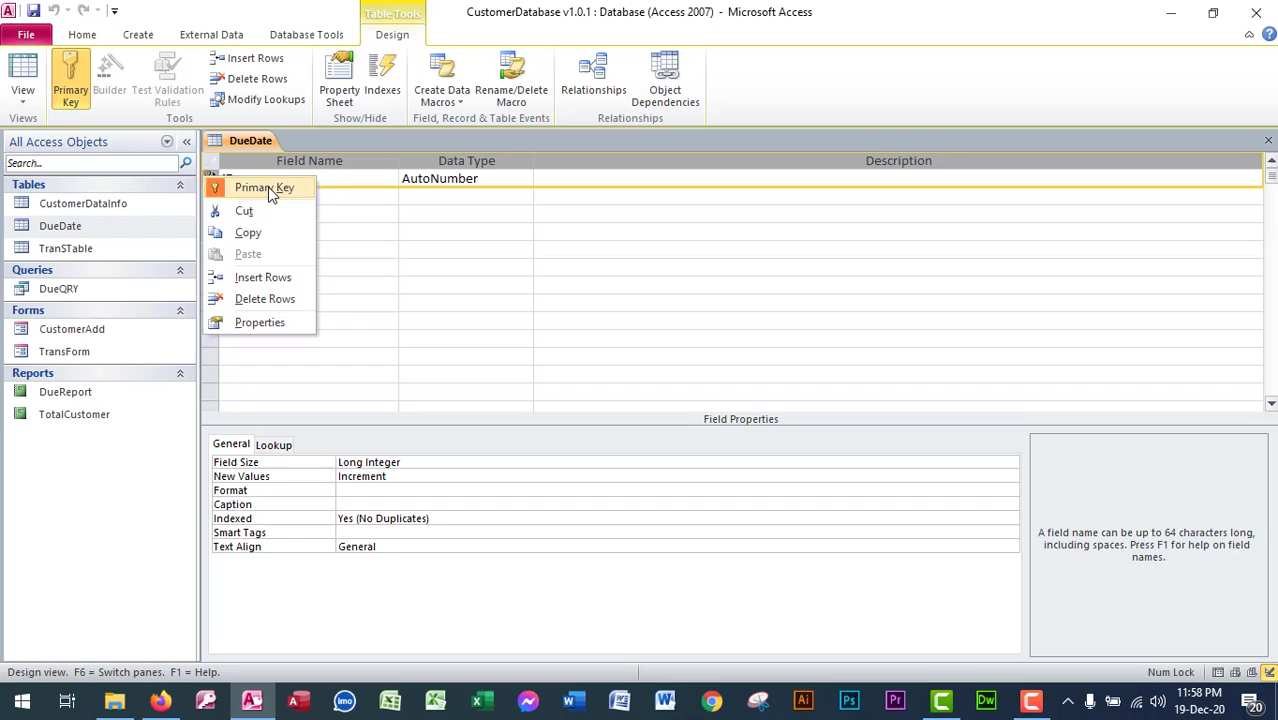 Table Tools
CustomerDatabase v1.0.1 : Database (Access 2007) - Microsoft Access
File
Home
Create
External Data
Database Tools
Design
View
Primary Key
Builder
Test Validation Rules
Insert Rows
Delete Rows
Modify Lookups
Property Sheet
Indexes
Create Data Macros
Rename/Delete Macro
Relationships
Object Dependencies
Views
Tools
Show/Hide
Field, Record & Table Events
Relationships
All Access Objects
Search...
Tables
CustomerDataInfo
DueDate
TranSTable
Queries
DueQRY
Forms
CustomerAdd
TransForm
Reports
DueReport
TotalCustomer
DueDate
Field Name
Data Type
Description
AutoNumber
Primary Key
Cut
Copy
Paste
Insert Rows
Delete Rows
Properties
Field Properties
General
Lookup
Field Size
Long Integer
New Values
Increment
Format
Caption
Indexed
Yes (No Duplicates)
Smart Tags
Text Align
General
A field name can be up to 64 characters long,
including spaces. Press F1 for help on field
names.
Design view. F6 = Switch panes. F1 = Help.
Num Lock
imo
Ai
Ps
Pr
Dw
11:58 PM
19-Dec-20
20